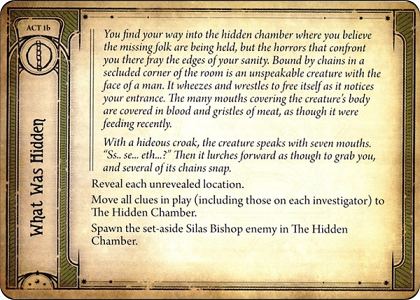 ACT 1b
What Was Hidden
You find your way into the hidden chamber where you believe
the missing folk are being held, but the horrors that confront
you there fray the edges of your sanity. Bound by chains in a
secluded corner of the room is an unspeakable creature with the
face of a man. It wheezes and wrestles to free itself as it notices
your entrance. The many mouths covering the creature's body
are covered in blood and gristles of meat, as though it were
feeding recently.
With a hideous croak, the creature speaks with seven mouths.
“Ss.. se... eth...?” Then it lurches forward as though to grab you,
and several of its chains snap.
Reveal each unrevealed location.
Move all clues in play (including those on each investigator) to
The Hidden Chamber.
Spawn the set-aside Silas Bishop enemy in The Hidden
Chamber.